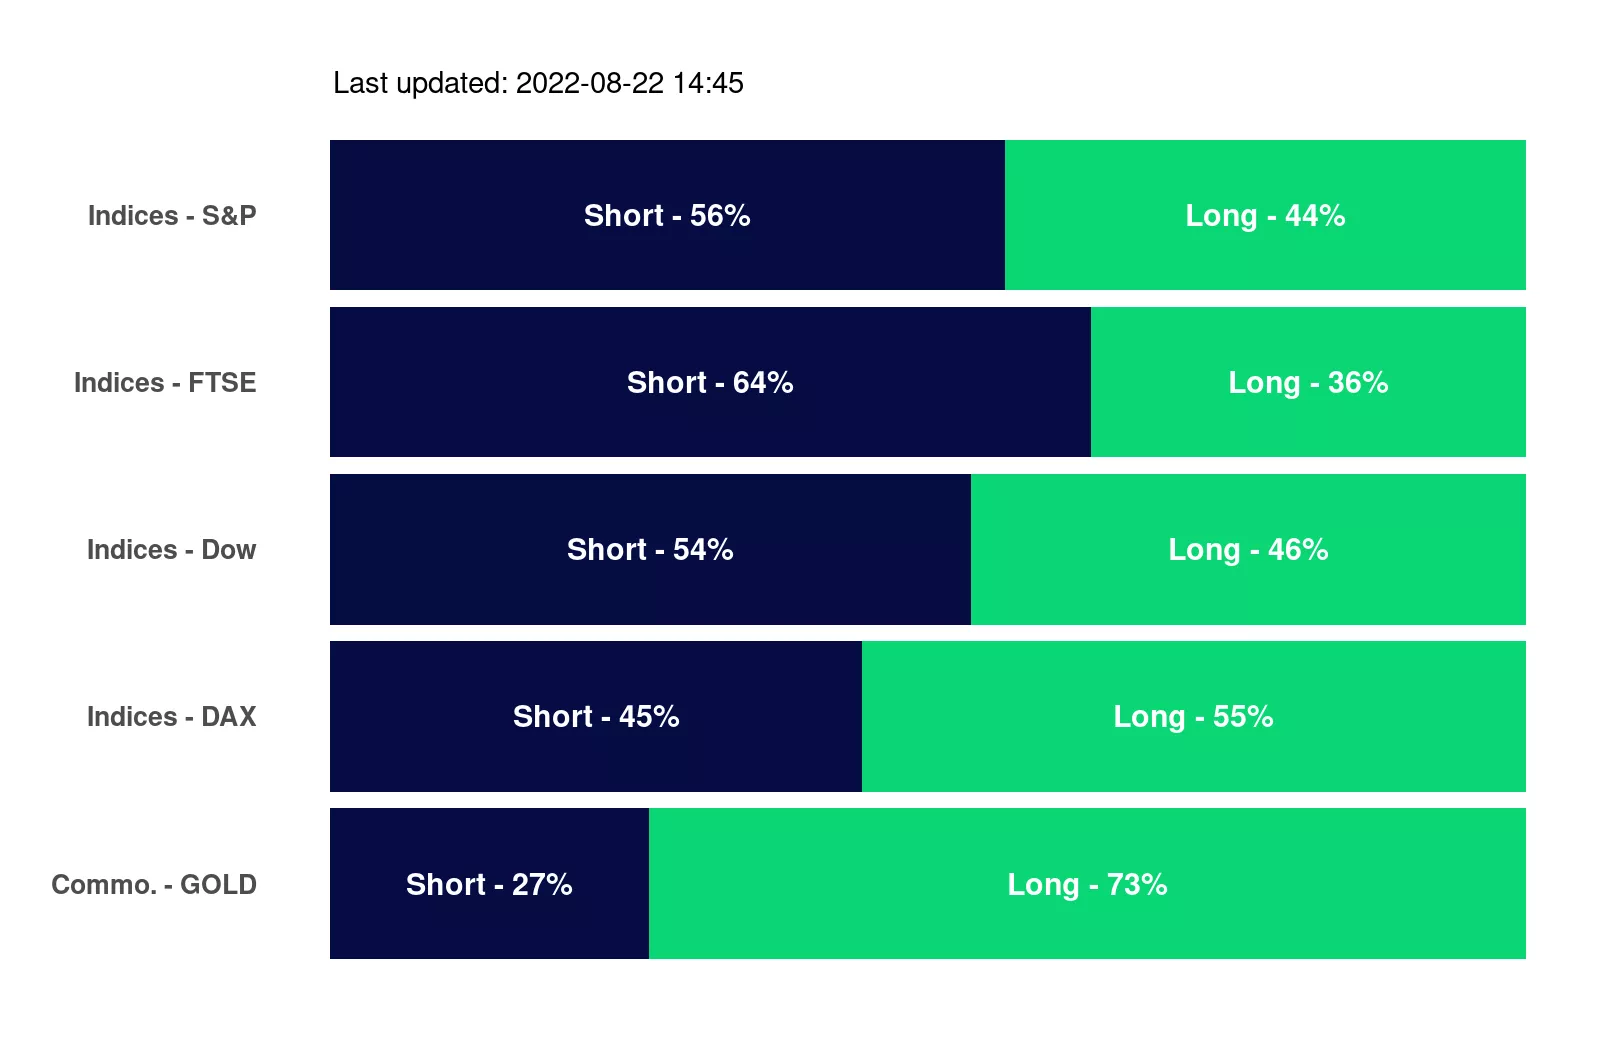 Last updated: 2022-08-22 14:45
Indices - S&P Short - 56% Long - 44%
Indices - FTSE Short - 64% Long - 36%
Indices - Dow Short - 54% Long - 46%
Indices - DAX Short - 45% Long - 55%
Commo. - GOLD Short - 27% Long - 73%